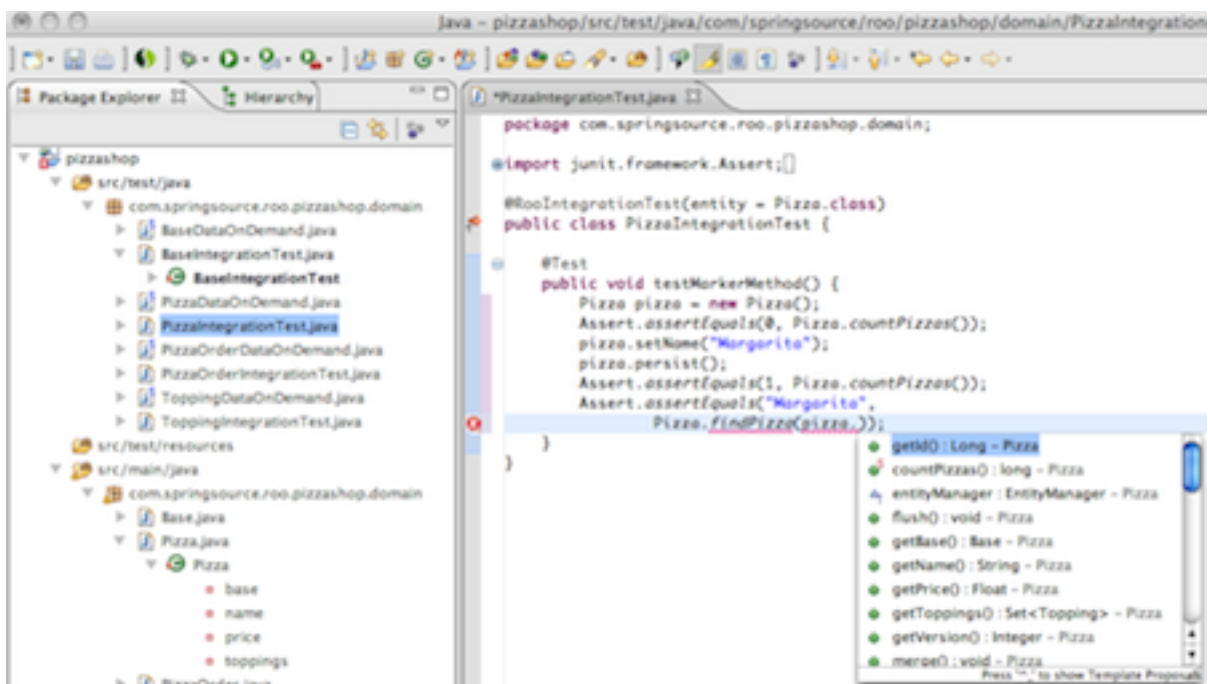 Java – pizzashop/src/test/java/com/springsource/roo/pizzashop/domain/PizzaIntegration
Package Explorer
Hierarchy
pizzashop
src/test/java
com.springsource.roo.pizzashop.domain
BaseDataOnDemand.java
BaseIntegrationTest.java
BaseIntegrationTest
PizzaDataOnDemand.java
PizzaIntegrationTest.java
PizzaOrderDataOnDemand.java
PizzaOrderIntegrationTest.java
ToppingDataOnDemand.java
ToppingIntegrationTest.java
src/test/resources
src/main/java
com.springsource.roo.pizzashop.domain
Base.java
Pizza.java
Pizza
base
name
price
toppings
PizzaOrder.java
*PizzaIntegrationTest.java
package com.springsource.roo.pizzashop.domain;
import junit.framework.Assert;
@RooIntegrationTest(entity = Pizza.class)
public class PizzaIntegrationTest {
@Test
public void testMarkerMethod() {
Pizza pizza = new Pizza();
Assert.assertEquals(0, Pizza.countPizzas());
pizza.setName("Margarita");
pizza.persist();
Assert.assertEquals(1, Pizza.countPizzas());
Assert.assertEquals("Margarita",
Pizza.findPizza(pizza.));
}
}
getId() : Long – Pizza
countPizzas() : long – Pizza
entityManager : EntityManager – Pizza
flush() : void – Pizza
getBase() : Base – Pizza
getName() : String – Pizza
getPrice() : Float – Pizza
getToppings() : Set<Topping> – Pizza
getVersion() : Integer – Pizza
merge() : void – Pizza
Press '^.' to show Template Proposals